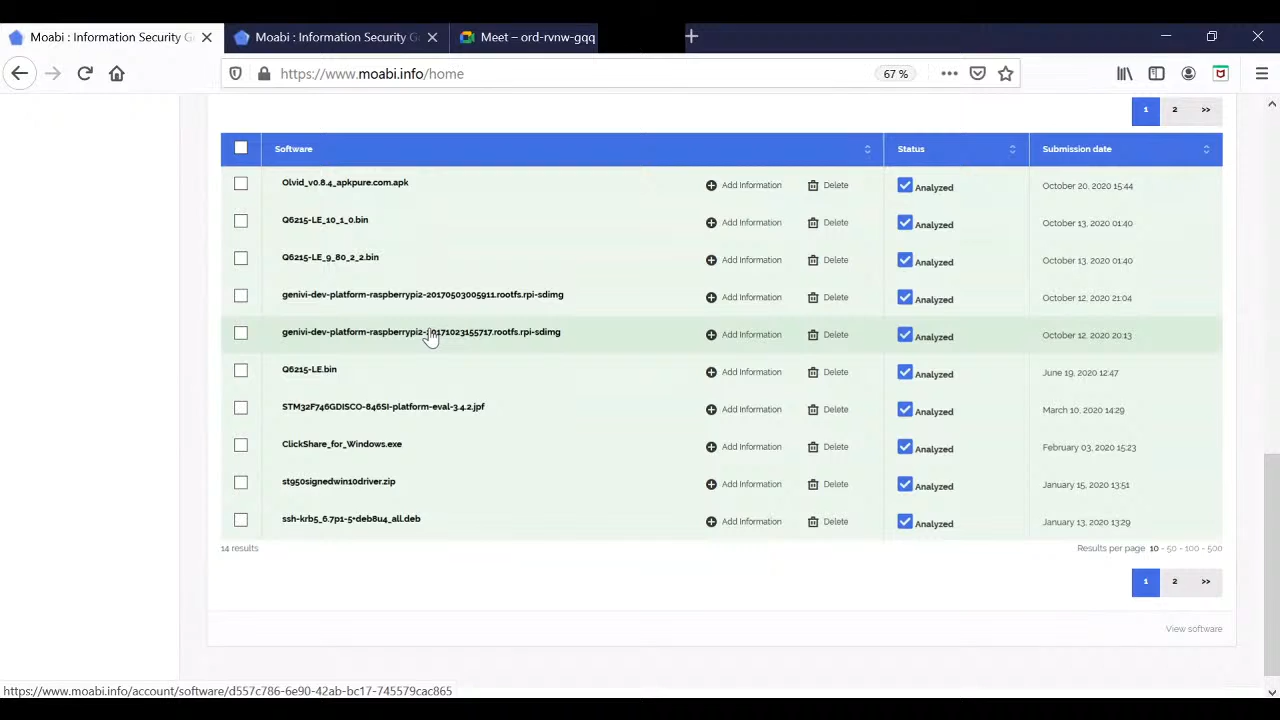 Moabi : Information Security G
Moabi : Information Security G
Meet – ord-rvnw-gqq
https://www.moabi.info/home
67 %
1 2 >>
Software Status Submission date
Olvid_v0.8.4_apkpure.com.apk Add Information Delete Analyzed October 20, 2020 15:44
Q6215-LE_10_1_0.bin Add Information Delete Analyzed October 13, 2020 01:40
Q6215-LE_9_80_2_2.bin Add Information Delete Analyzed October 13, 2020 01:40
genivi-dev-platform-raspberrypi2-20170503005911.rootfs.rpi-sdimg Add Information Delete Analyzed October 12, 2020 21:04
genivi-dev-platform-raspberrypi2-20171023155717.rootfs.rpi-sdimg Add Information Delete Analyzed October 12, 2020 20:13
Q6215-LE.bin Add Information Delete Analyzed June 19, 2020 12:47
STM32F746GDISCO-846SI-platform-eval-3.4.2.jpf Add Information Delete Analyzed March 10, 2020 14:29
ClickShare_for_Windows.exe Add Information Delete Analyzed February 03, 2020 15:23
st950signedwin10driver.zip Add Information Delete Analyzed January 15, 2020 13:51
ssh-krb5_6.7p1-5+deb8u4_all.deb Add Information Delete Analyzed January 13, 2020 13:29
14 results Results per page 10 - 50 - 100 - 500
1 2 >>
View software
https://www.moabi.info/account/software/d557c786-6e90-42ab-bc17-745579cac865